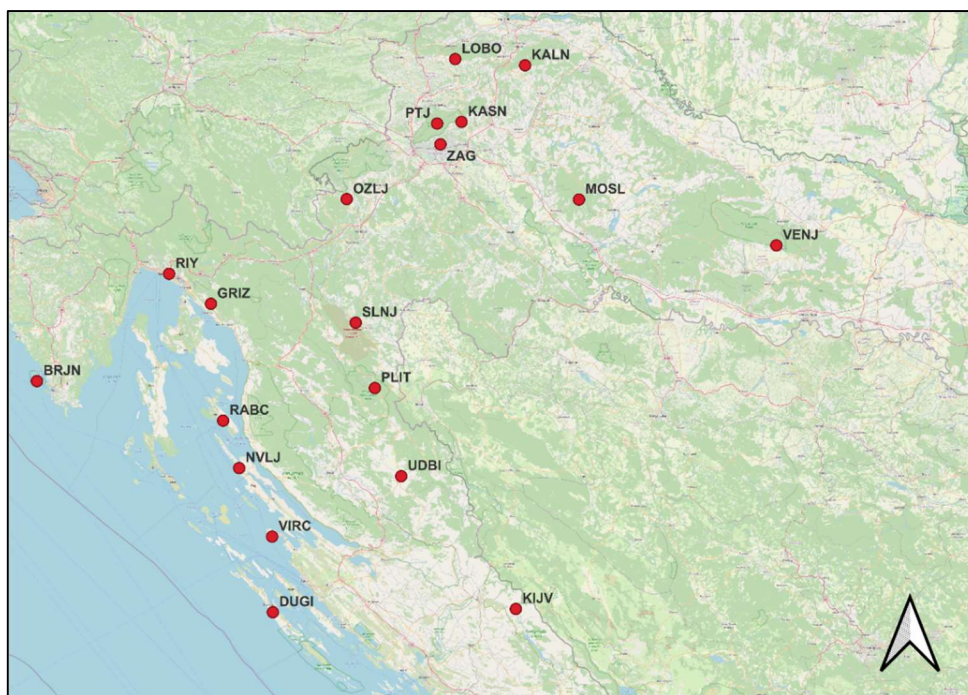 LOBO
KALN
PTJ
KASN
ZAG
OZLJ
MOSL
VENJ
RIY
GRIZ
SLNJ
BRJN
PLIT
RABC
NVLJ
UDBI
VIRC
DUGI
KIJV